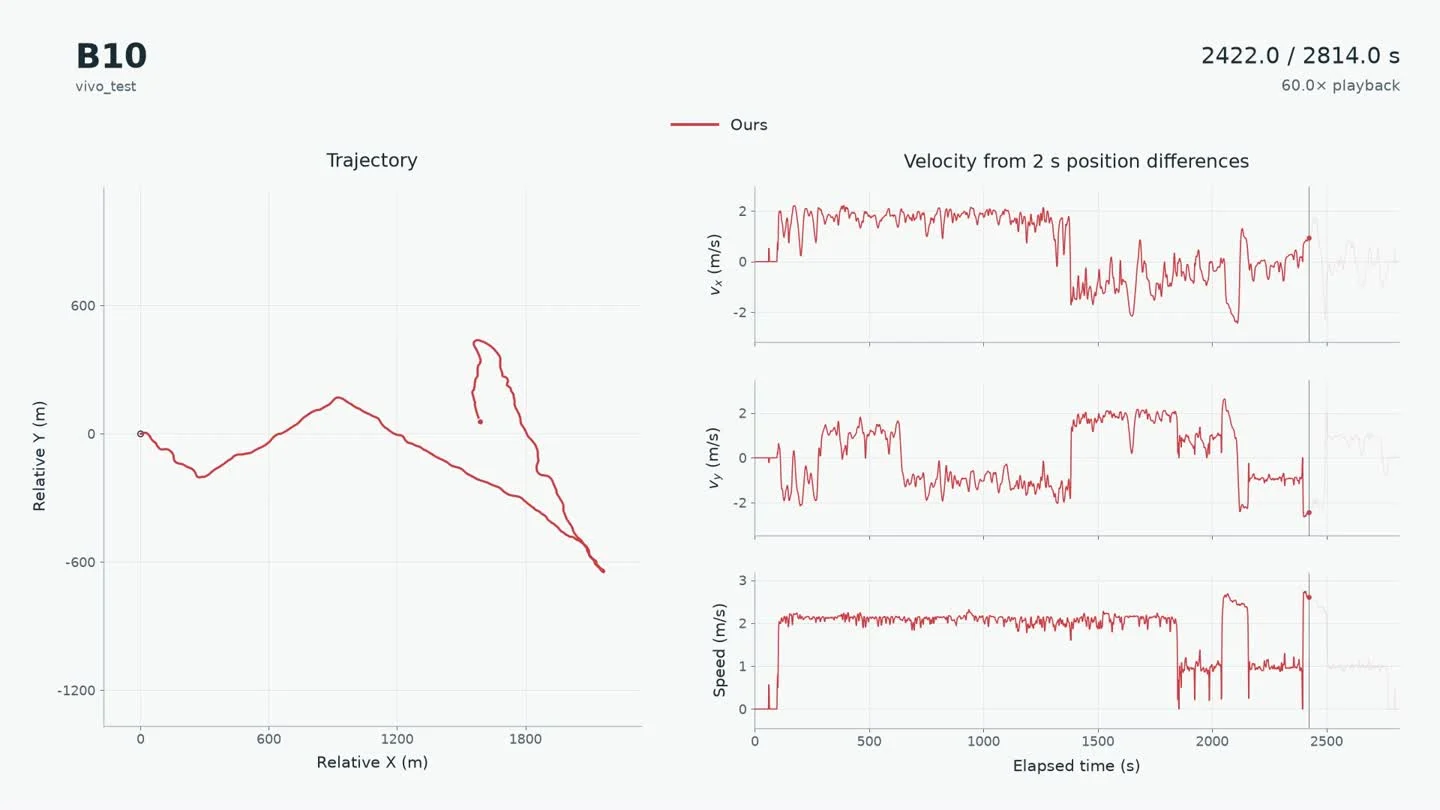 B10
vivo_test
2422.0 / 2814.0 s
60.0× playback
Ours
Trajectory
Relative Y (m)
600
0
-600
-1200
0
600
1200
1800
Relative X (m)
Velocity from 2 s position differences
vx (m/s)
2
0
-2
vy (m/s)
2
0
-2
Speed (m/s)
3
2
1
0
0
500
1000
1500
2000
2500
Elapsed time (s)